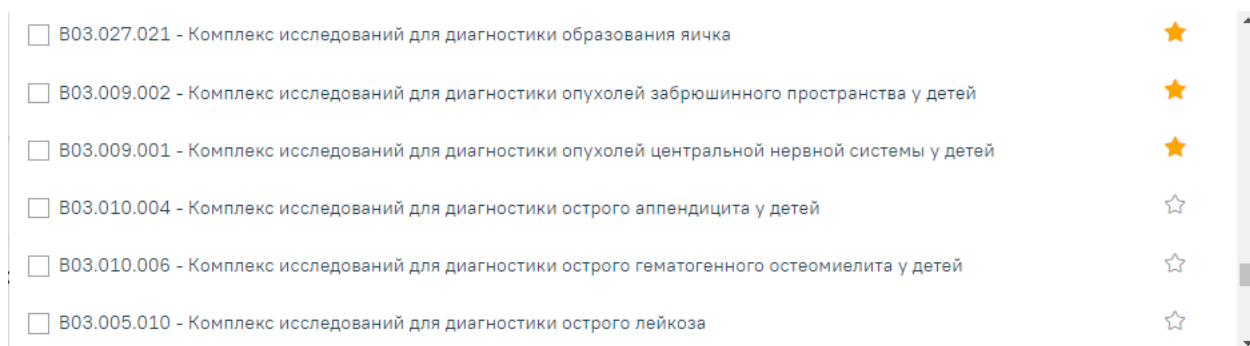 B03.027.021 - Комплекс исследований для диагностики образования яичка
B03.009.002 - Комплекс исследований для диагностики опухолей забрюшинного пространства у детей
B03.009.001 - Комплекс исследований для диагностики опухолей центральной нервной системы у детей
B03.010.004 - Комплекс исследований для диагностики острого аппендицита у детей
B03.010.006 - Комплекс исследований для диагностики острого гематогенного остеомиелита у детей
B03.005.010 - Комплекс исследований для диагностики острого лейкоза